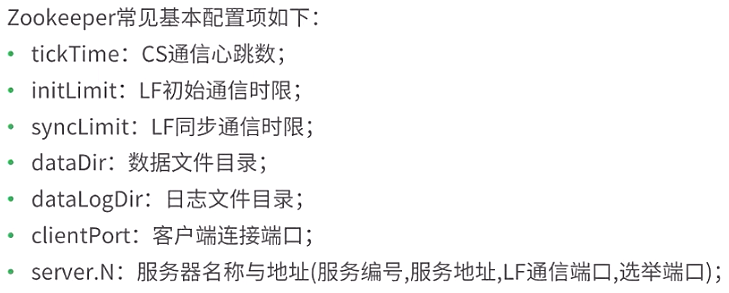 Zookeeper常见基本配置项如下：
• tickTime：CS通信心跳数；
• initLimit：LF初始通信时限；
• syncLimit：LF同步通信时限；
• dataDir：数据文件目录；
• dataLogDir：日志文件目录；
• clientPort：客户端连接端口；
• server.N：服务器名称与地址(服务编号,服务地址,LF通信端口,选举端口)；